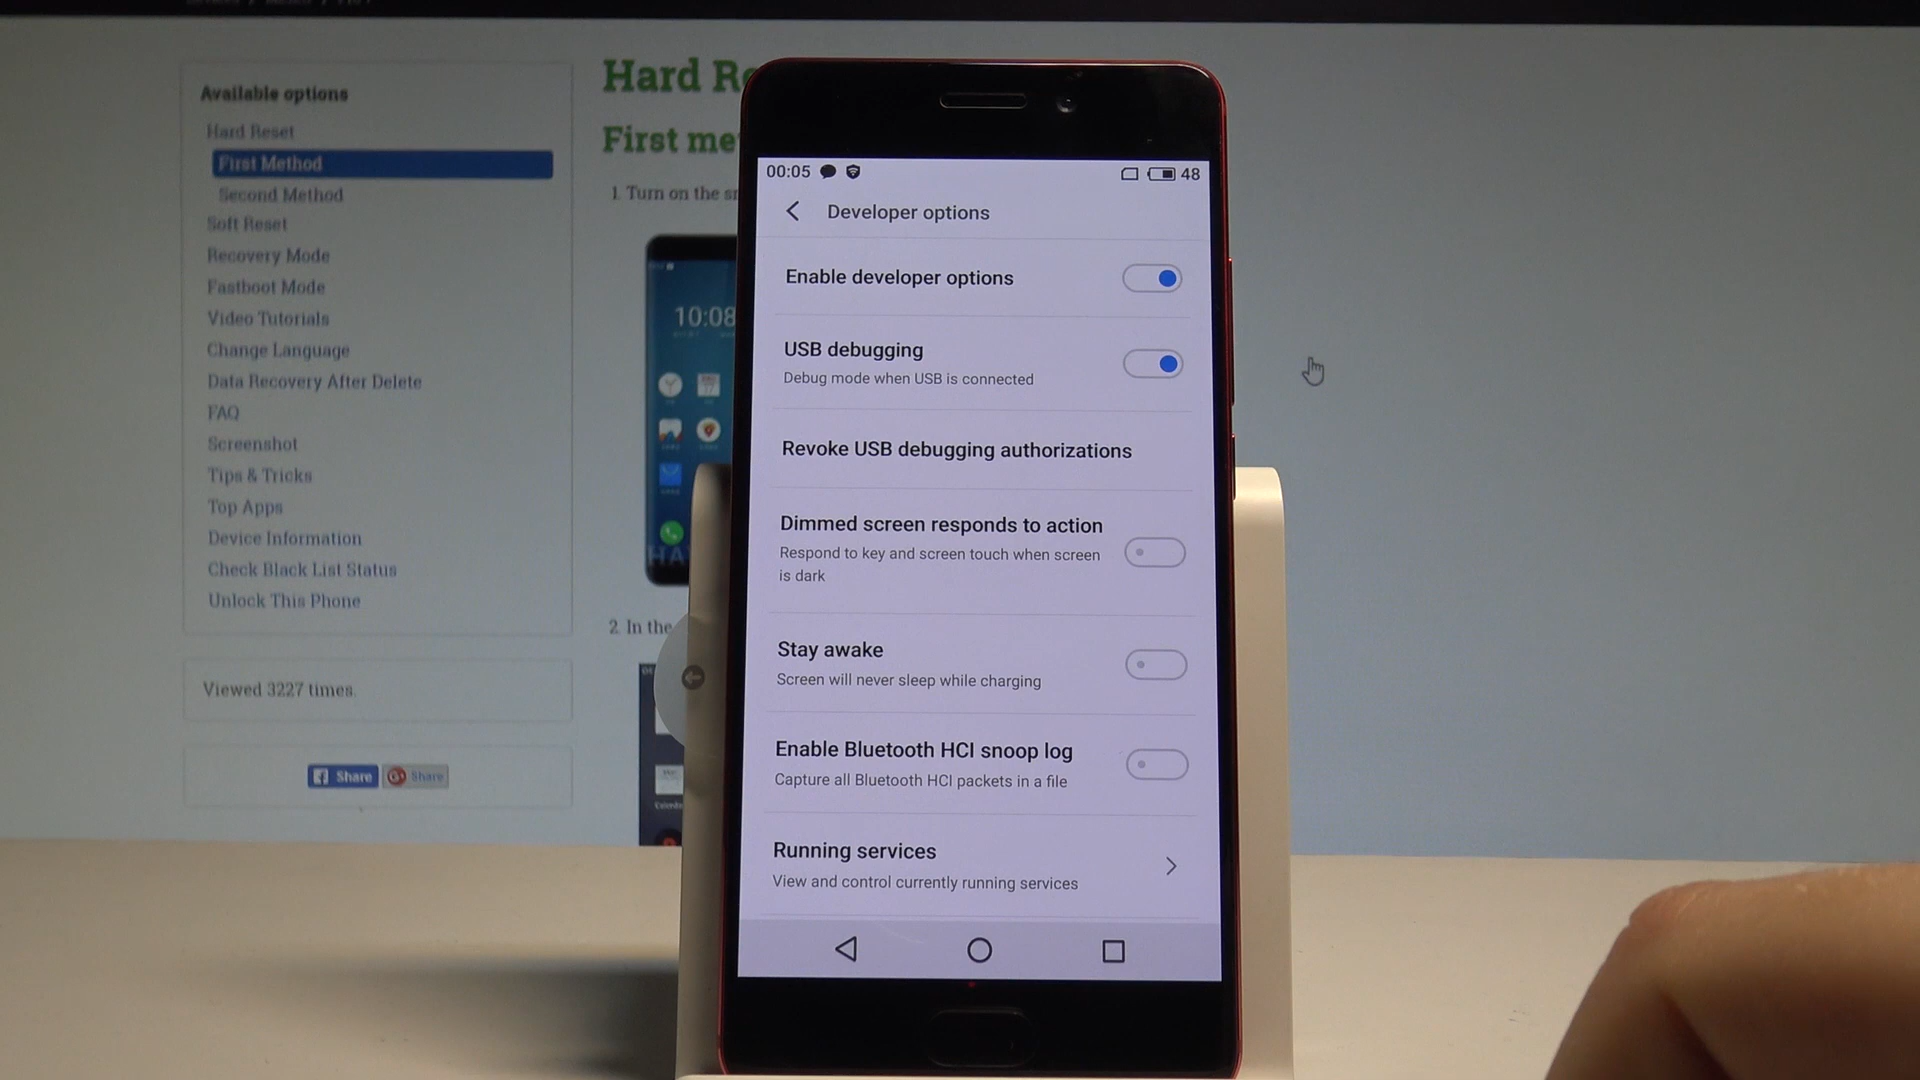 Available options
Hard Reset
First Method
Second Method
Soft Reset
Recovery Mode
Fastboot Mode
Video Tutorials
Change Language
Data Recovery After Delete
FAQ
Screenshot
Tips & Tricks
Top Apps
Device Information
Check Black List Status
Unlock This Phone
Viewed 3227 times.
Share
Share
Hard Re
First me
1. Turn on the
10:08
2. In the
00:05
48
Developer options
Enable developer options
USB debugging
Debug mode when USB is connected
Revoke USB debugging authorizations
Dimmed screen responds to action
Respond to key and screen touch when screen
is dark
Stay awake
Screen will never sleep while charging
Enable Bluetooth HCI snoop log
Capture all Bluetooth HCI packets in a file
Running services
View and control currently running services